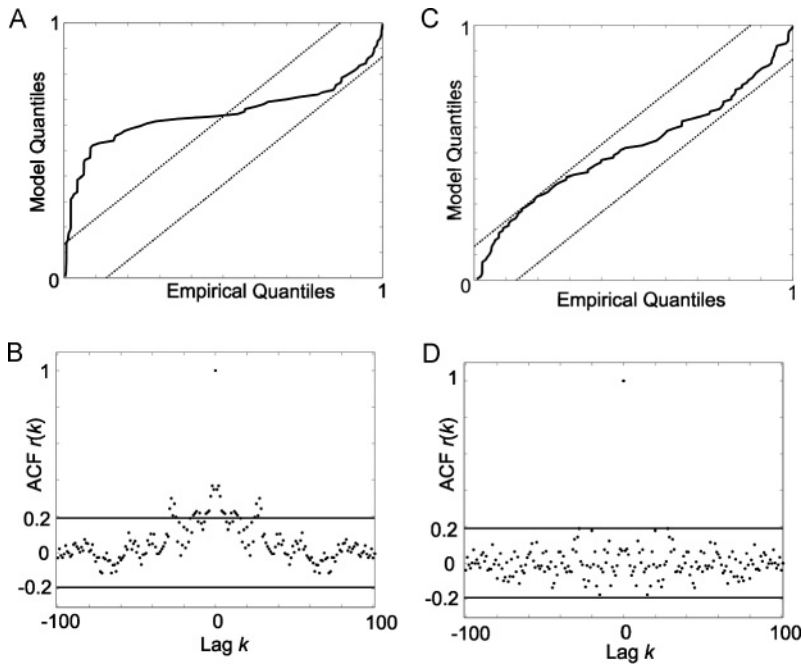 A
1
Model Quantiles
0
Empirical Quantiles
1
C
1
Model Quantiles
0
Empirical Quantiles
1
B
1
ACF r(k)
0.2
0
-0.2
-100
0
100
Lag k
D
1
ACF r(k)
0.2
0
-0.2
-100
0
100
Lag k